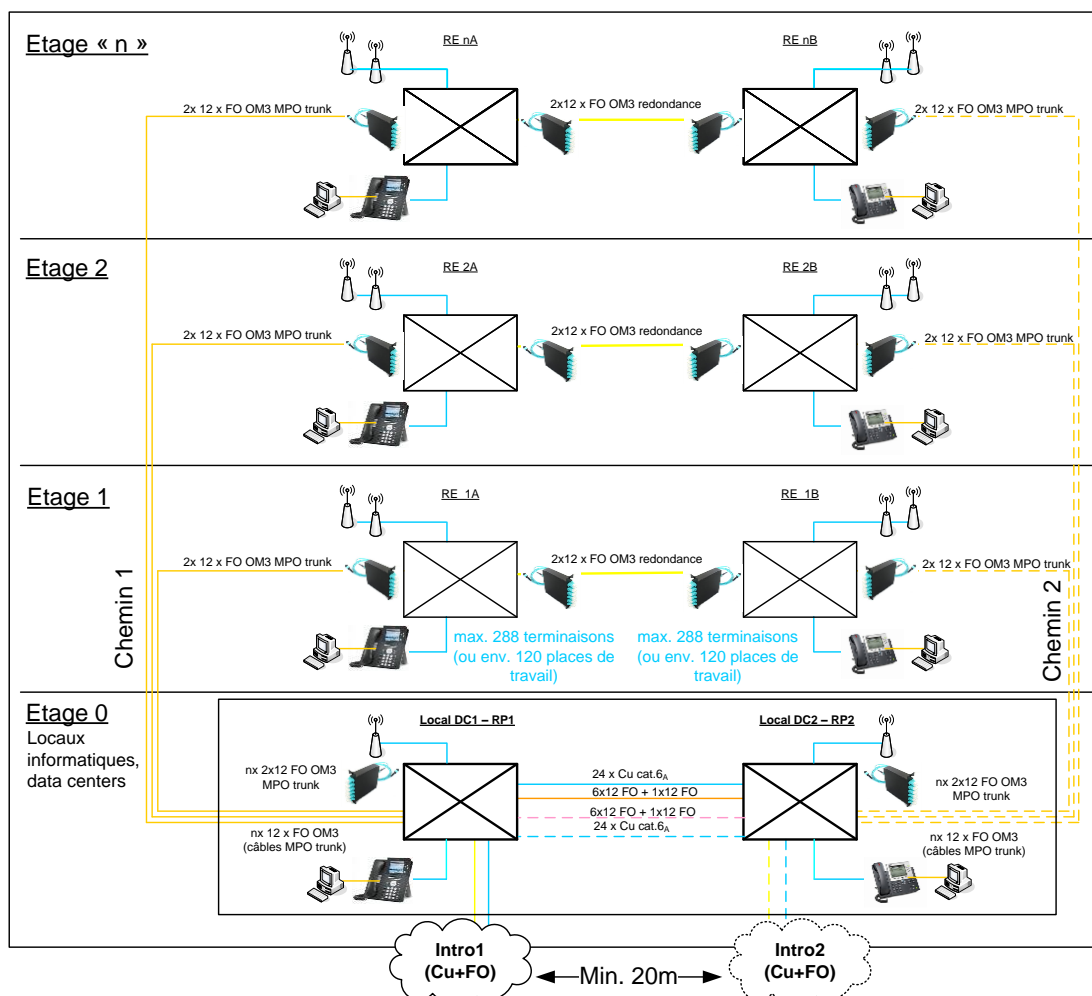 Etage « n »
RE nA
RE nB
2x 12 x FO OM3 MPO trunk
2x12 x FO OM3 redondance
2x 12 x FO OM3 MPO trunk
Etage 2
RE 2A
RE 2B
2x 12 x FO OM3 MPO trunk
2x12 x FO OM3 redondance
2x 12 x FO OM3 MPO trunk
Etage 1
RE 1A
RE 1B
2x 12 x FO OM3 MPO trunk
2x12 x FO OM3 redondance
2x 12 x FO OM3 MPO trunk
Chemin 1
Chemin 2
max. 288 terminaisons
(ou env. 120 places de
travail)
max. 288 terminaisons
(ou env. 120 places de
travail)
Etage 0
Locaux
informatiques,
data centers
Local DC1 – RP1
Local DC2 – RP2
nx 2x12 FO OM3
MPO trunk
24 x Cu cat.6A
6x12 FO + 1x12 FO
6x12 FO + 1x12 FO
24 x Cu cat.6A
nx 2x12 FO OM3
MPO trunk
nx 12 x FO OM3
(câbles MPO trunk)
nx 12 x FO OM3
(câbles MPO trunk)
Intro1
(Cu+FO)
Min. 20m
Intro2
(Cu+FO)